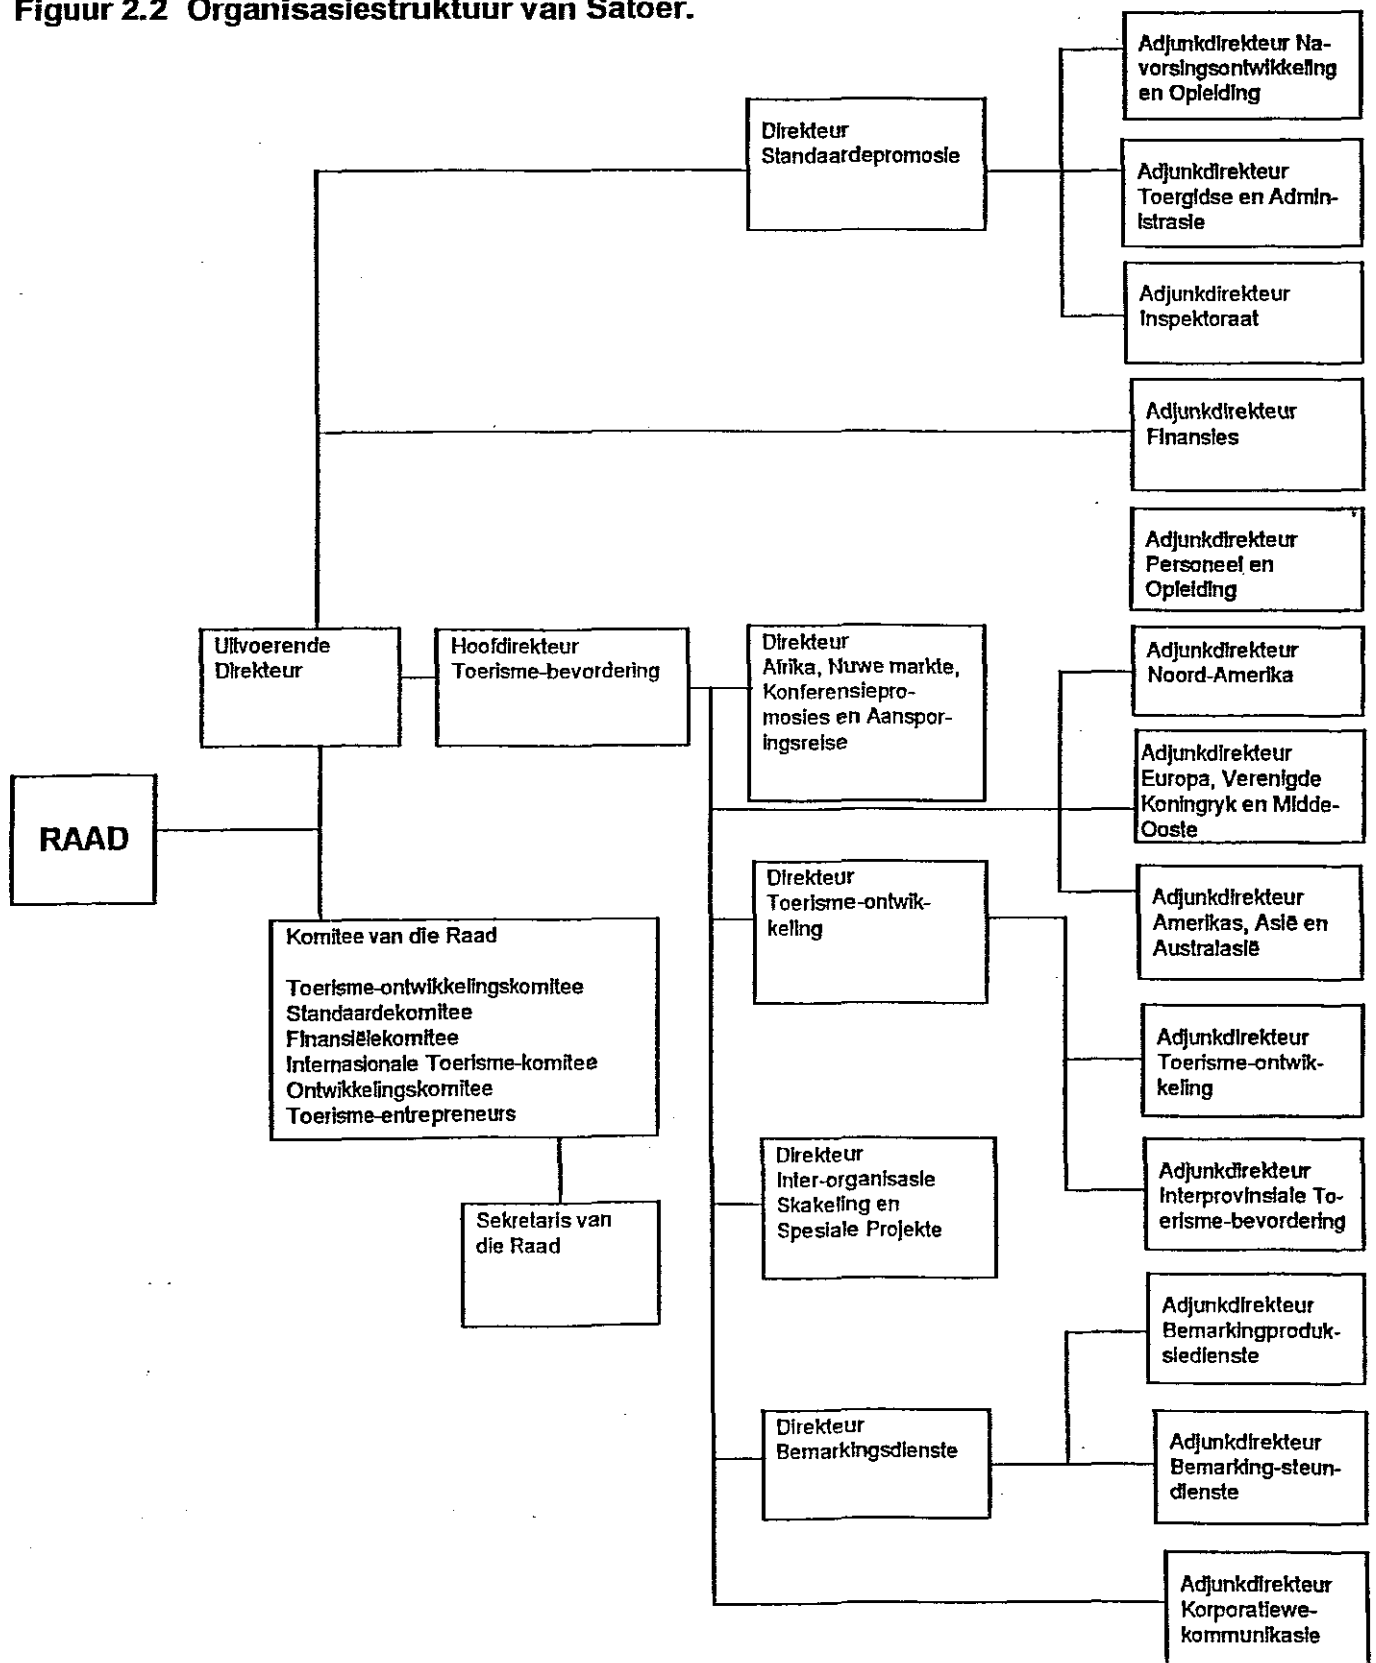 Figuur 2.2 Organisasiestruktuur van Satoer.
Adjunkdirekteur Na-
vorsingsontwikkeling
en Opleiding
Direkteur
Standaardepromosie
Adjunkdirekteur
Toergidse en Admin-
istrasie
Adjunkdirekteur
Inspektoraat
Adjunkdirekteur
Finansies
Adjunkdirekteur
Personeel en
Opleiding
Uitvoerende
Direkteur
Hoofdirekteur
Toerisme-bevordering
Direkteur
Afrika, Nuwe markte,
Konferensiepro-
mosies en Aanspor-
ingsreise
Adjunkdirekteur
Noord-Amerika
Adjunkdirekteur
Europa, Verenigde
Koningryk en Midde-
Ooste
RAAD
Direkteur
Toerisme-ontwik-
keling
Adjunkdirekteur
Amerikas, Asië en
Australasië
Komitee van die Raad
Toerisme-ontwikkelingskomitee
Standaardekomitee
Finansiëlekomitee
Internasionale Toerisme-komitee
Ontwikkelingskomitee
Toerisme-entrepreneurs
Adjunkdirekteur
Toerisme-ontwik-
keling
Direkteur
Inter-organisasie
Skakeling en
Spesiale Projekte
Adjunkdirekteur
Interprovinsiale To-
erisme-bevordering
Sekretaris van
die Raad
Adjunkdirekteur
Bemarkingproduk-
siedienste
Direkteur
Bemarkingsdienste
Adjunkdirekteur
Bemarking-steun-
dienste
Adjunkdirekteur
Korporatiewe-
kommunikasie